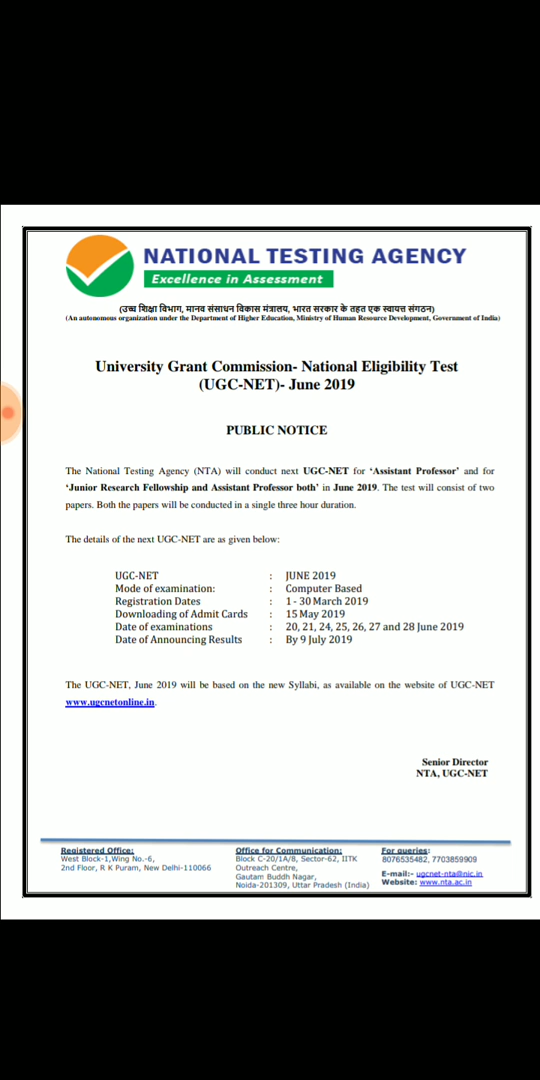 NATIONAL TESTING AGENCY
Excellence in Assessment
(उच्च शिक्षा विभाग, मानव संसाधन विकास मंत्रालय, भारत सरकार के तहत एक स्वायत्त संगठन)
(An autonomous organization under the Department of Higher Education, Ministry of Human Resource Development, Government of India)
University Grant Commission- National Eligibility Test
(UGC-NET)- June 2019
PUBLIC NOTICE
The National Testing Agency (NTA) will conduct next UGC-NET for ‘Assistant Professor’ and for
‘Junior Research Fellowship and Assistant Professor both’ in June 2019. The test will consist of two
papers. Both the papers will be conducted in a single three hour duration.
The details of the next UGC-NET are as given below:
UGC-NET : JUNE 2019
Mode of examination: : Computer Based
Registration Dates : 1 - 30 March 2019
Downloading of Admit Cards : 15 May 2019
Date of examinations : 20, 21, 24, 25, 26, 27 and 28 June 2019
Date of Announcing Results : By 9 July 2019
The UGC-NET, June 2019 will be based on the new Syllabi, as available on the website of UGC-NET
www.ugcnetonline.in.
Senior Director
NTA, UGC-NET
Registered Office:
West Block-1,Wing No.-6,
2nd Floor, R K Puram, New Delhi-110066
Office for Communication:
Block C-20/1A/8, Sector-62, IITK
Outreach Centre,
Gautam Buddh Nagar,
Noida-201309, Uttar Pradesh (India)
For queries:
8076535482, 7703859909
E-mail:- ugcnet-nta@nic.in
Website: www.nta.ac.in